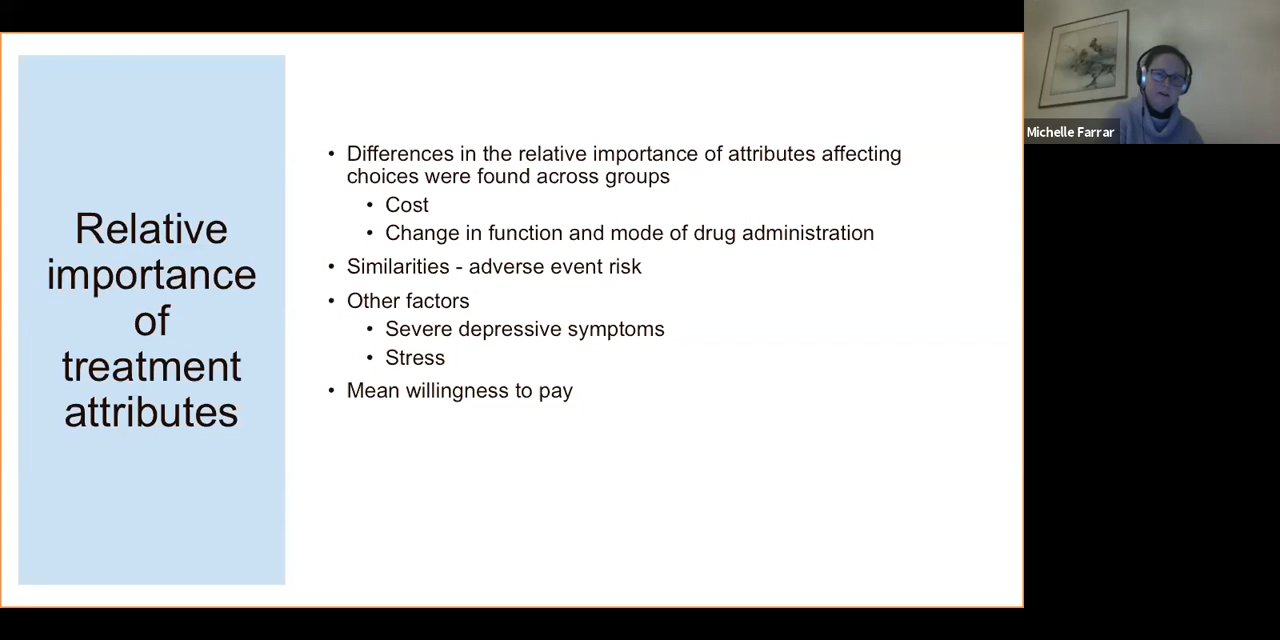 Relative
importance
of
treatment
attributes
• Differences in the relative importance of attributes affecting
choices were found across groups
• Cost
• Change in function and mode of drug administration
• Similarities - adverse event risk
• Other factors
• Severe depressive symptoms
• Stress
• Mean willingness to pay
Michelle Farrar